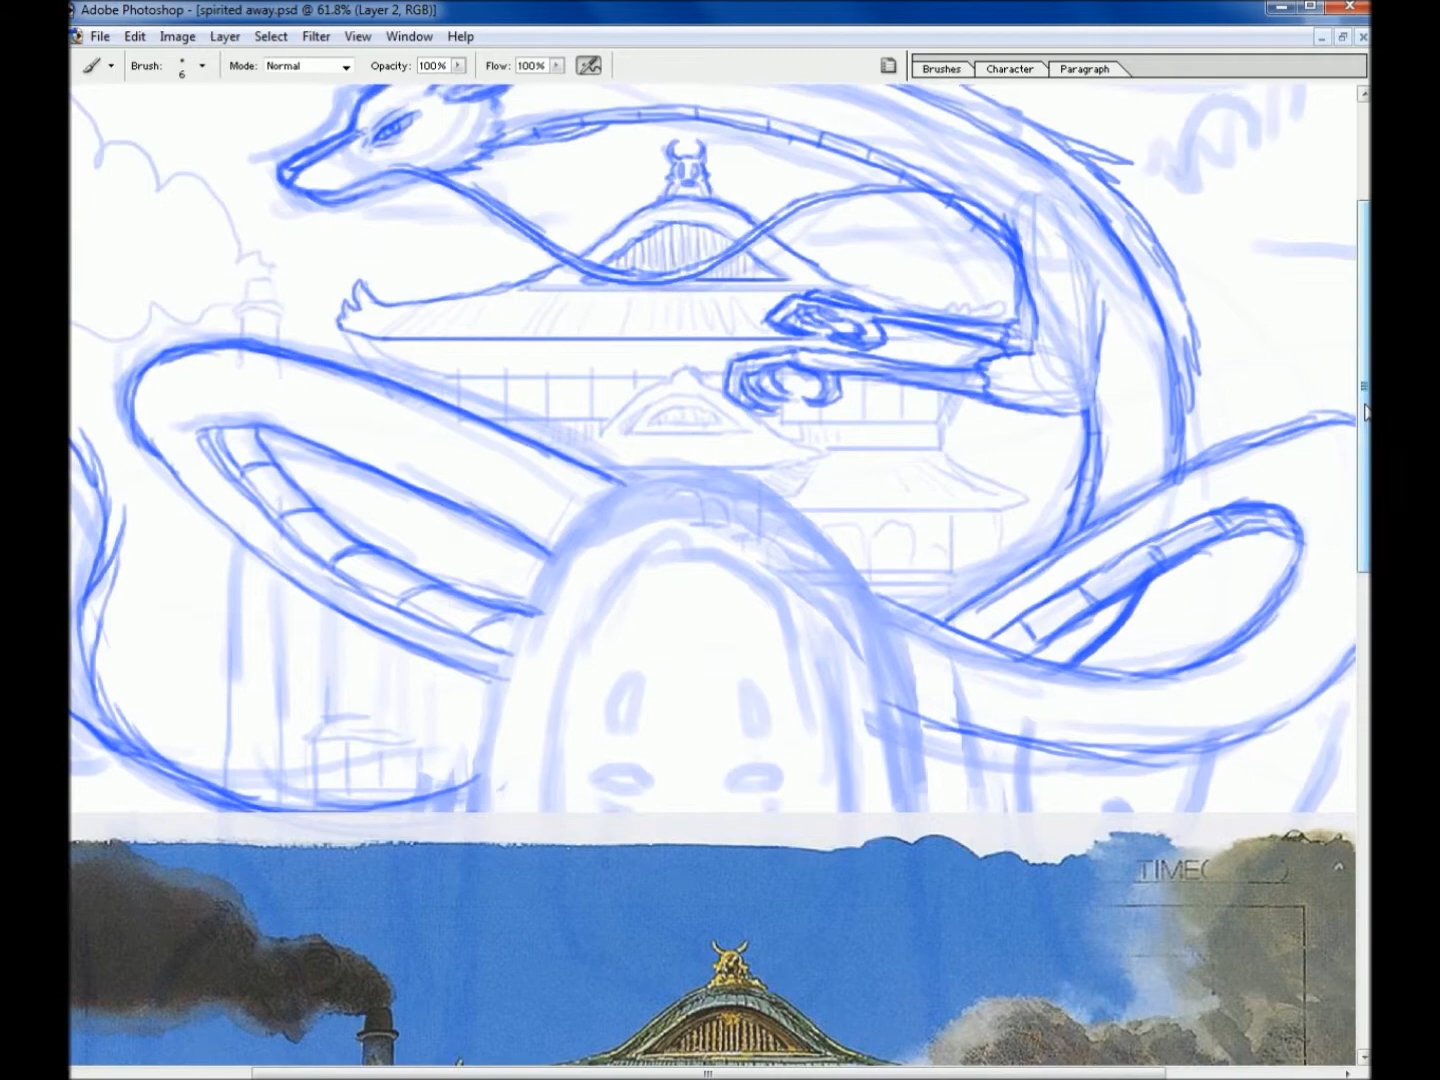 Adobe Photoshop - [spirited away.psd @ 61.8% (Layer 2, RGB)]
File Edit Image Layer Select Filter View Window Help
Brush: 6 Mode: Normal Opacity: 100% Flow: 100% Brushes Character Paragraph
TIME( )